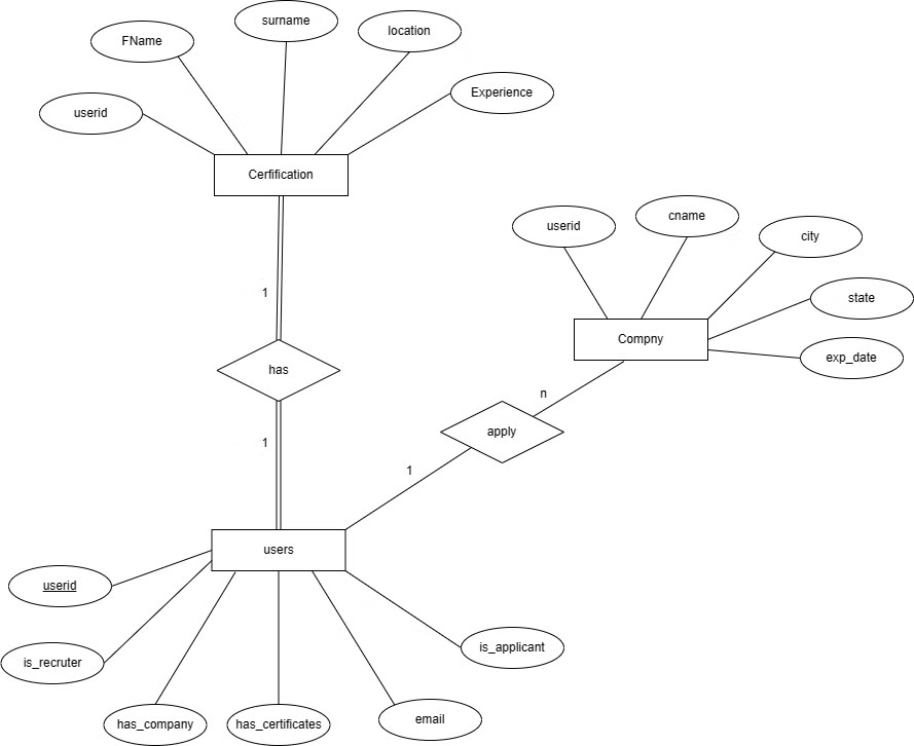 surname
FName
location
Experience
userid
Cerfification
cname
userid
city
state
Compny
exp_date
1
has
n
apply
1
1
users
userid
is_recruter
is_applicant
has_company
has_certificates
email